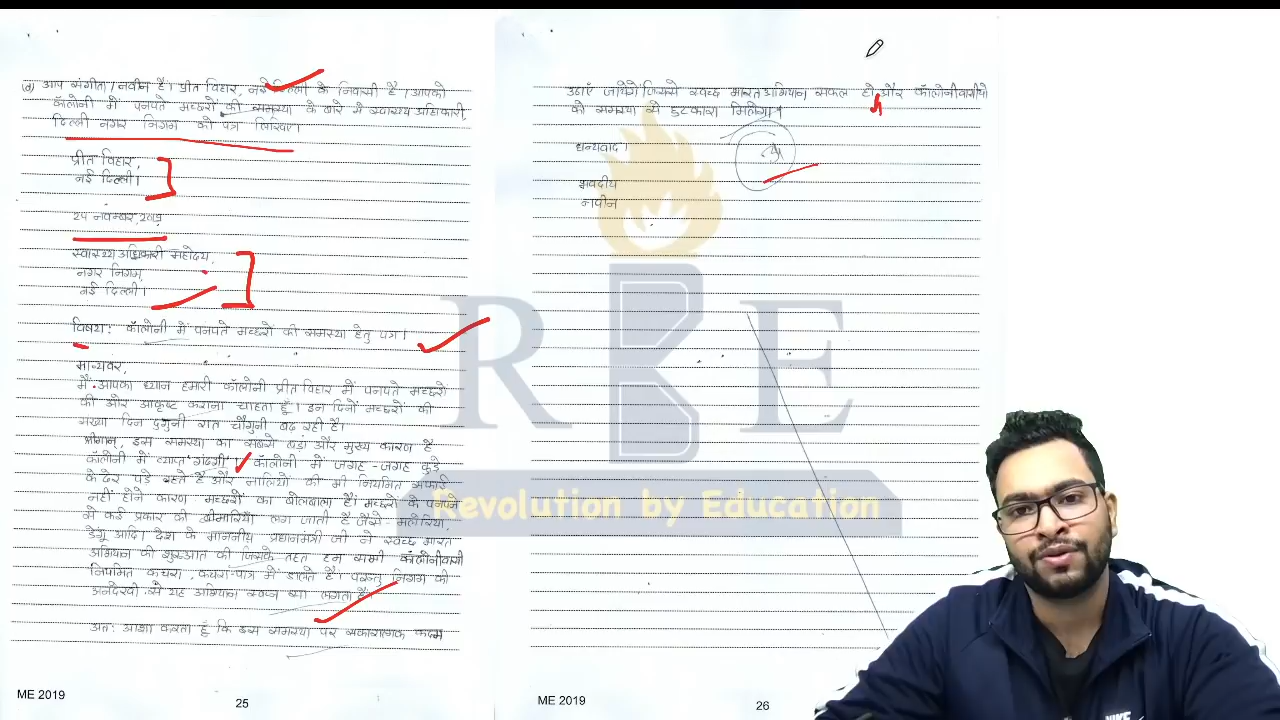 (d) आप संगीता / नवीन हैं। प्रीत विहार, नई दिल्ली के निवासी हैं। आपकी
कॉलोनी में पनपते मच्छरों की समस्या के बारे में स्वास्थ्य अधिकारी,
दिल्ली नगर निगम को पत्र लिखिए।
प्रीत विहार,
नई दिल्ली।
24 नवम्बर, 2019
स्वास्थ्य अधिकारी महोदय,
नगर निगम,
नई दिल्ली।
विषय: कॉलोनी में पनपते मच्छरों की समस्या हेतु पत्र।
मान्यवर,
मैं आपका ध्यान हमारी कॉलोनी प्रीत विहार में पनपते मच्छरों
की ओर आकृष्ट कराना चाहता हूँ। इन दिनों मच्छरों की
संख्या दिन दुगुनी रात चौगुनी बढ़ रही है।
श्रीमान, इस समस्या का सबसे बड़ा और मुख्य कारण है
कॉलोनी में व्याप्त गंदगी। कॉलोनी में जगह-जगह कुड़े
के ढेर पड़े रहते हैं और नालियों की भी नियमित सफाई
नहीं होने कारण मच्छरों का बोलबाला है। मच्छरों के पनपने
से कई प्रकार की बीमारियाँ लग जाती हैं जैसे - मलेरिया,
डेंगू आदि। देश के माननीय प्रधानमंत्री जी ने स्वच्छ भारत
अभियान की शुरुआत की जिसके तहत हम सभी कॉलोनीवासी
नियमित कचरा, कचरा-पात्र में डालते हैं। परन्तु निगम की
अनदेखी से यह अभियान स्वप्न सा लगता है।
अत: आशा करता हूँ कि इस समस्या पर सकारात्मक कदम
ME 2019
25
उठाएँ जायेंगे जिससे स्वच्छ भारत अभियान सफल हो और कॉलोनीवासीयों
को समस्या से छुटकारा मिलेगा।
धन्यवाद।
भवदीय
नवीन
RBE
Revolution by Education
ME 2019
26
NIKE